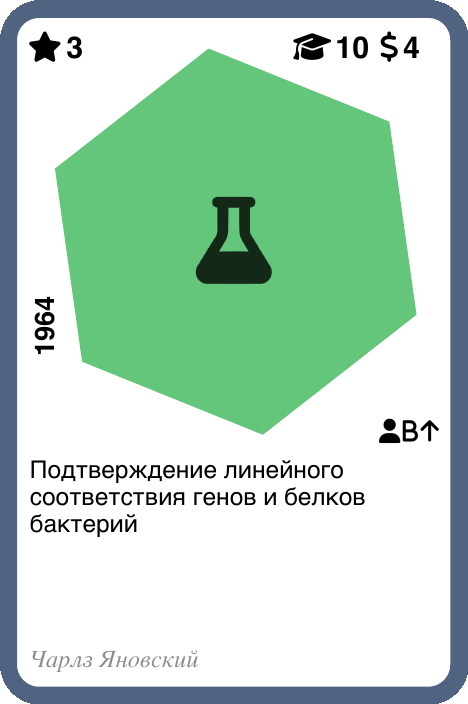 3
10 $4
1964
B↑
Подтверждение линейного
соответствия генов и белков
бактерий
Чарлз Яновский